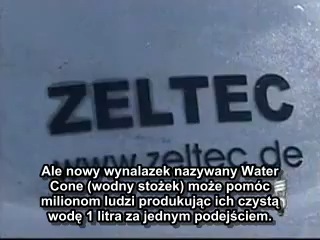 ZELTEC
www.zeltec.de
Ale nowy wynalazek nazywany Water
Cone (wodny stożek) może pomóc
milionom ludzi produkując ich czystą
wodę 1 litra za jednym podejściem.